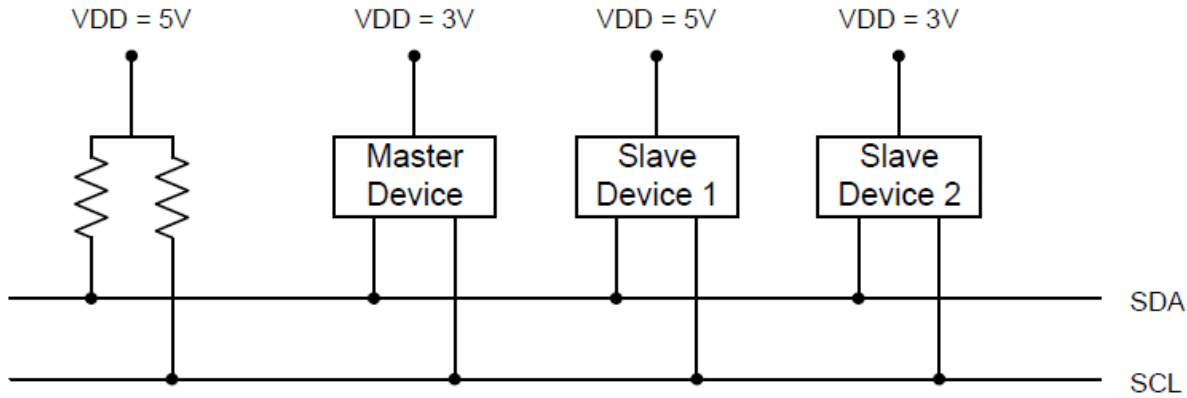 VDD = 5V
VDD = 3V
VDD = 5V
VDD = 3V
Master
Device
Slave
Device 1
Slave
Device 2
SDA
SCL